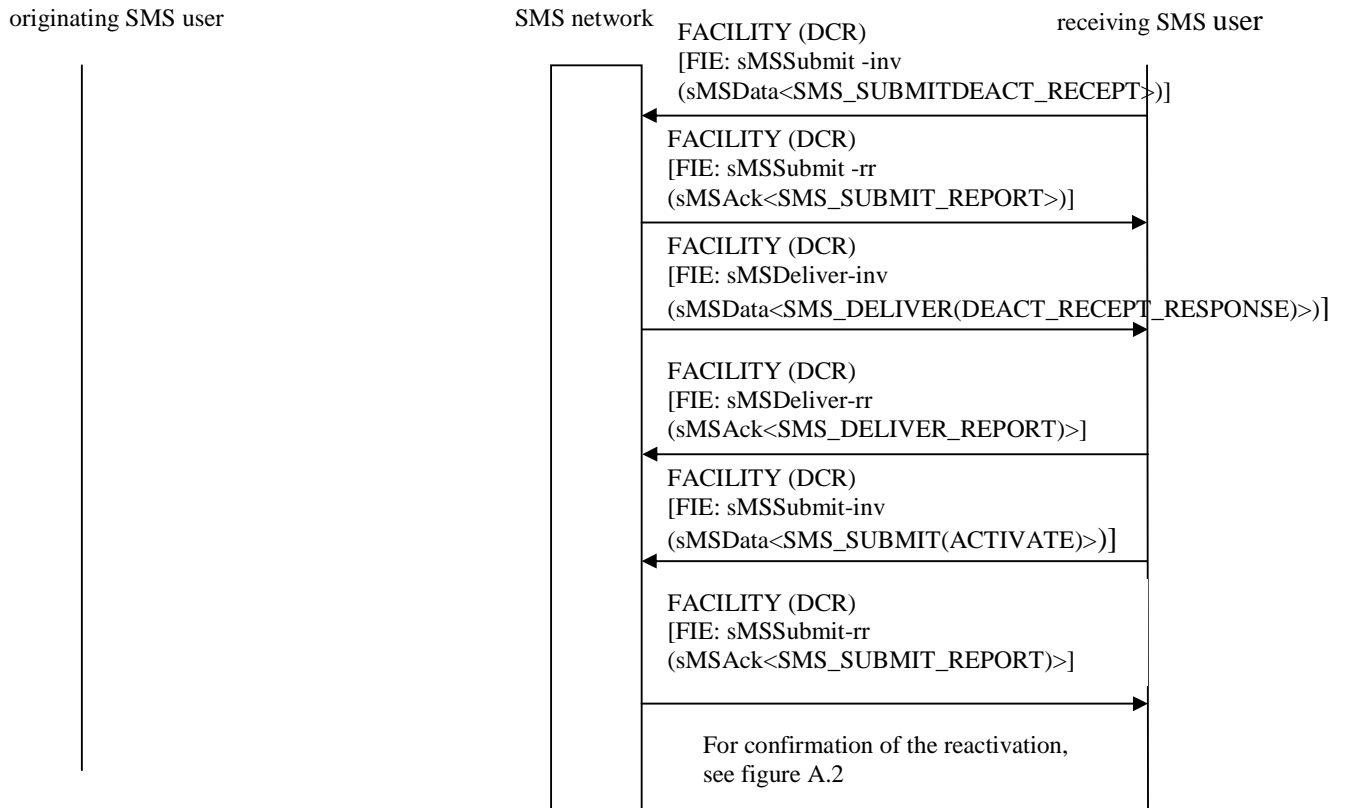 originating SMS user
SMS network
receiving SMS user
FACILITY (DCR)
[FIE: sMSSubmit -inv
(sMSData<SMS_SUBMITDEACT_RECEPT>)]
FACILITY (DCR)
[FIE: sMSSubmit -rr
(sMSAck<SMS_SUBMIT_REPORT>)]
FACILITY (DCR)
[FIE: sMSDeliver-inv
(sMSData<SMS_DELIVER(DEACT_RECEPT_RESPONSE)>)]
FACILITY (DCR)
[FIE: sMSDeliver-rr
(sMSAck<SMS_DELIVER_REPORT)>]
FACILITY (DCR)
[FIE: sMSSubmit-inv
(sMSData<SMS_SUBMIT(ACTIVATE)>)]
FACILITY (DCR)
[FIE: sMSSubmit-rr
(sMSAck<SMS_SUBMIT_REPORT)>]
For confirmation of the reactivation,
see figure A.2